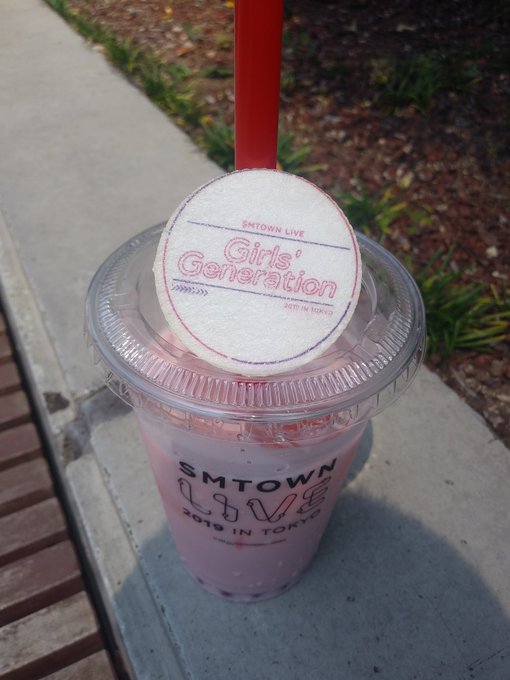 SMTOWN LIVE
Girls'
Generation
2019 IN TOKYO
SMTOWN
LIVE
2019 IN TOKYO